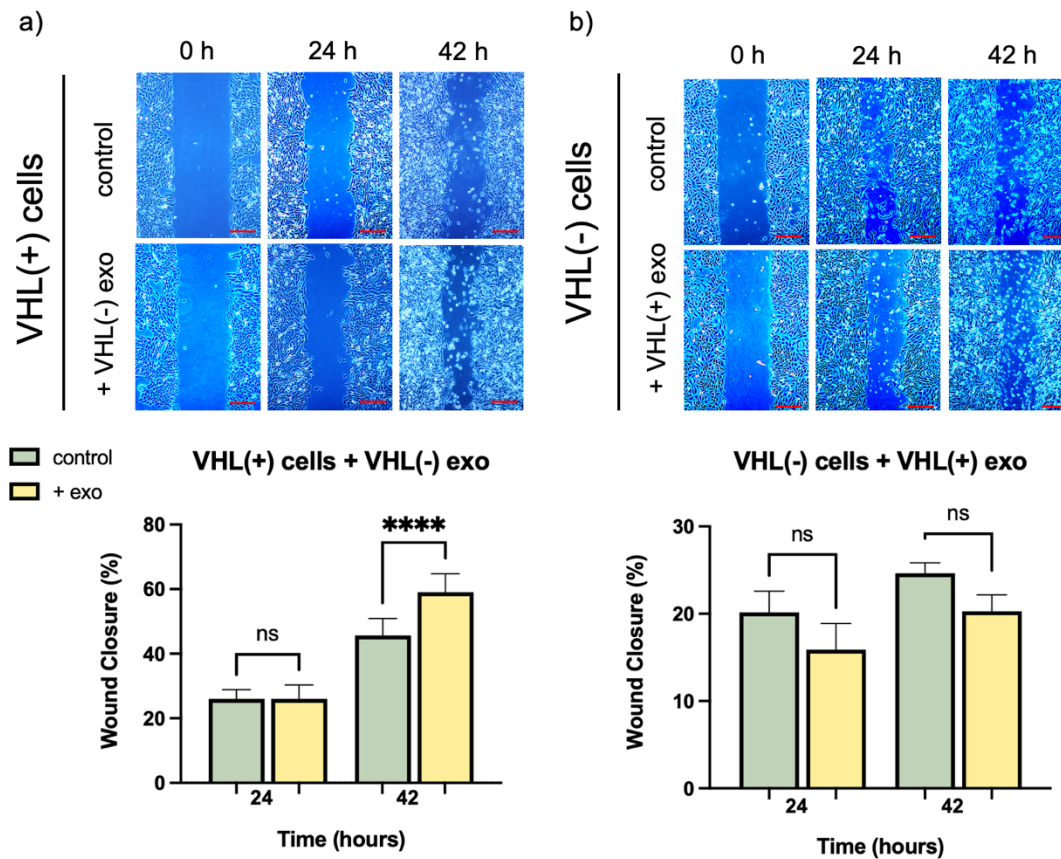 a)
0 h 24 h 42 h
VHL(+) cells
control
+ VHL(-) exo
b)
0 h 24 h 42 h
VHL(-) cells
control
+ VHL(+) exo
control
+ exo
VHL(+) cells + VHL(-) exo
Wound Closure (%)
80
60
40
20
0
ns
****
24 42
Time (hours)
VHL(-) cells + VHL(+) exo
Wound Closure (%)
30
20
10
0
ns
ns
24 42
Time (hours)